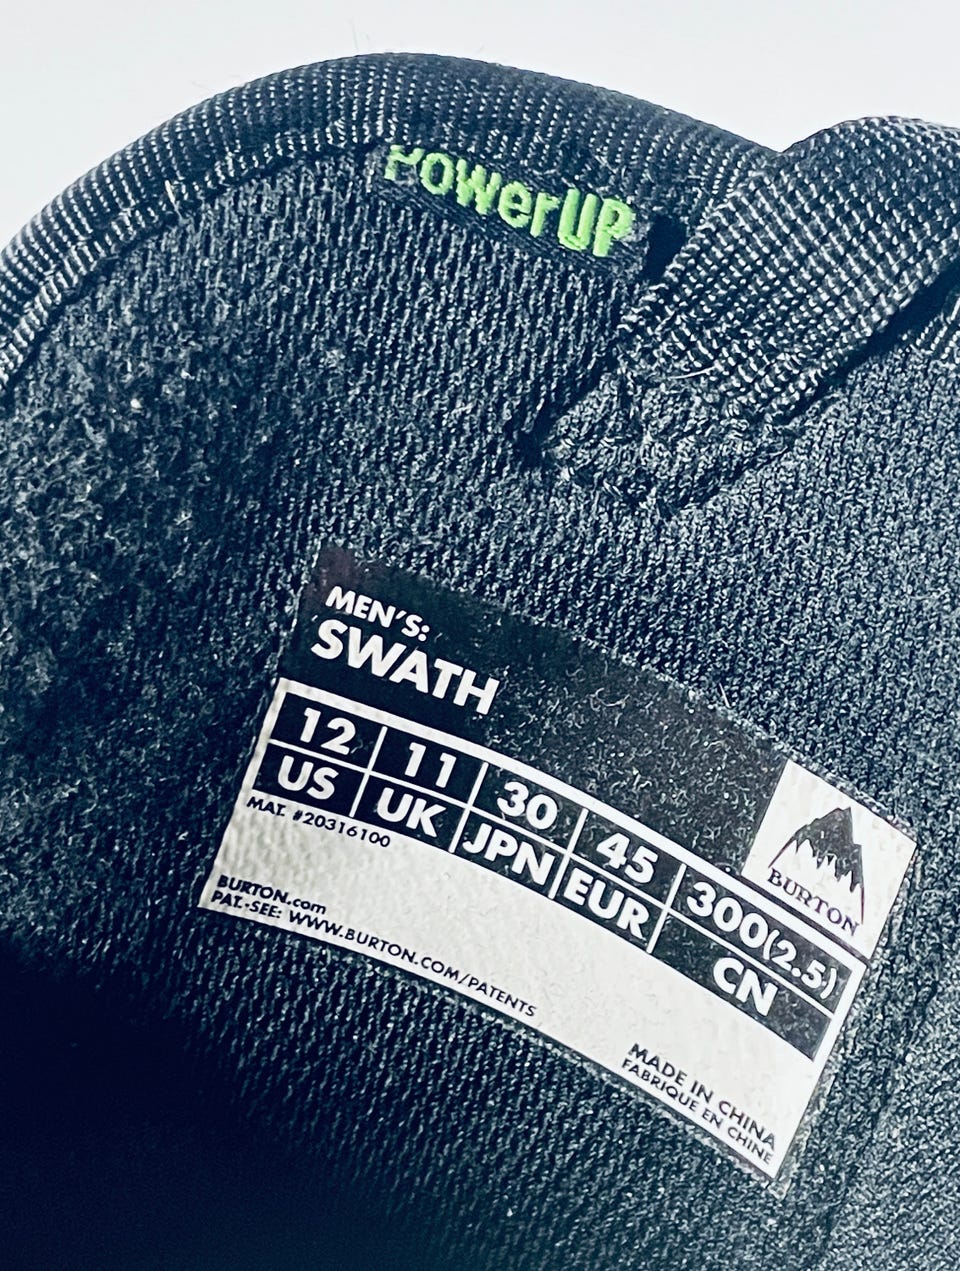 PowerUP
MEN'S:
SWATH
12 11 30 45 300(2.5)
US UK JPN EUR CN
MAT. #20316100
BURTON
BURTON.com
PAT.-SEE: WWW.BURTON.COM/PATENTS
MADE IN CHINA
FABRIQUE EN CHINE